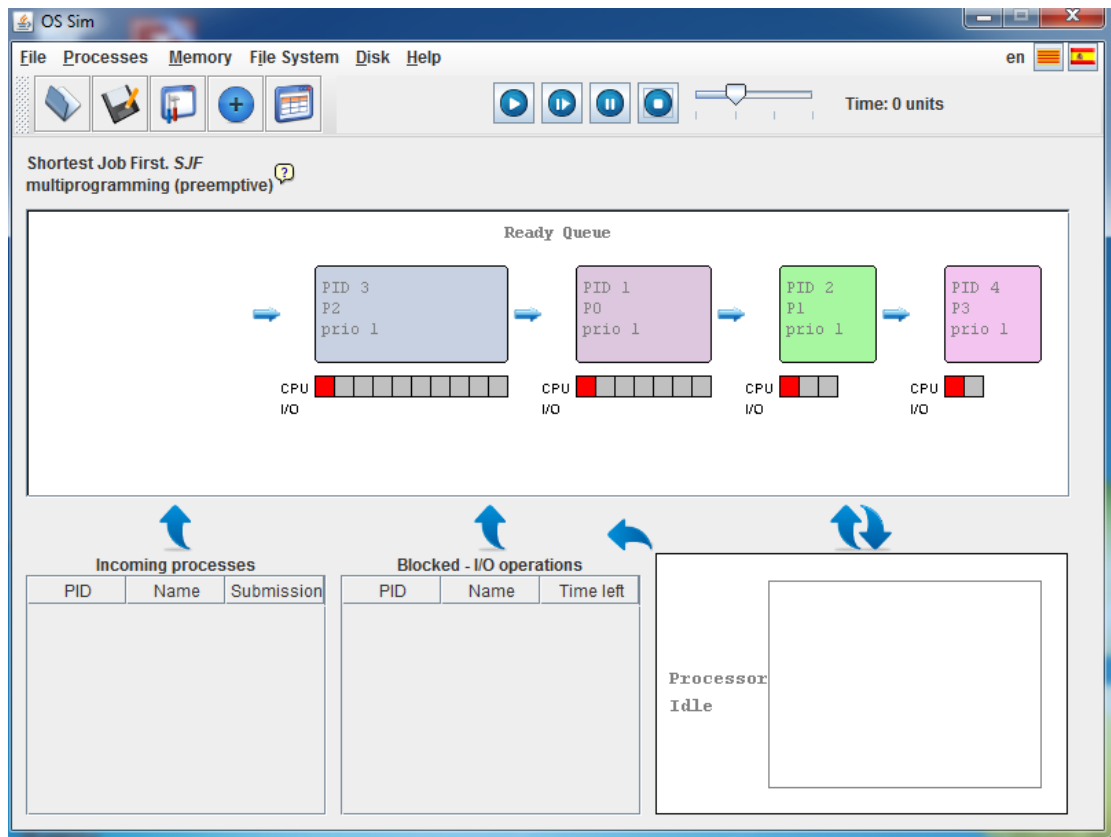 OS Sim
File Processes Memory File System Disk Help
en
Time: 0 units
Shortest Job First. SJF
multiprogramming (preemptive)
?
Ready Queue
PID 3
P2
prio 1
CPU
I/O
PID 1
P0
prio 1
CPU
I/O
PID 2
P1
prio 1
CPU
I/O
PID 4
P3
prio 1
CPU
I/O
Incoming processes
PID Name Submission
Blocked - I/O operations
PID Name Time left
Processor
Idle